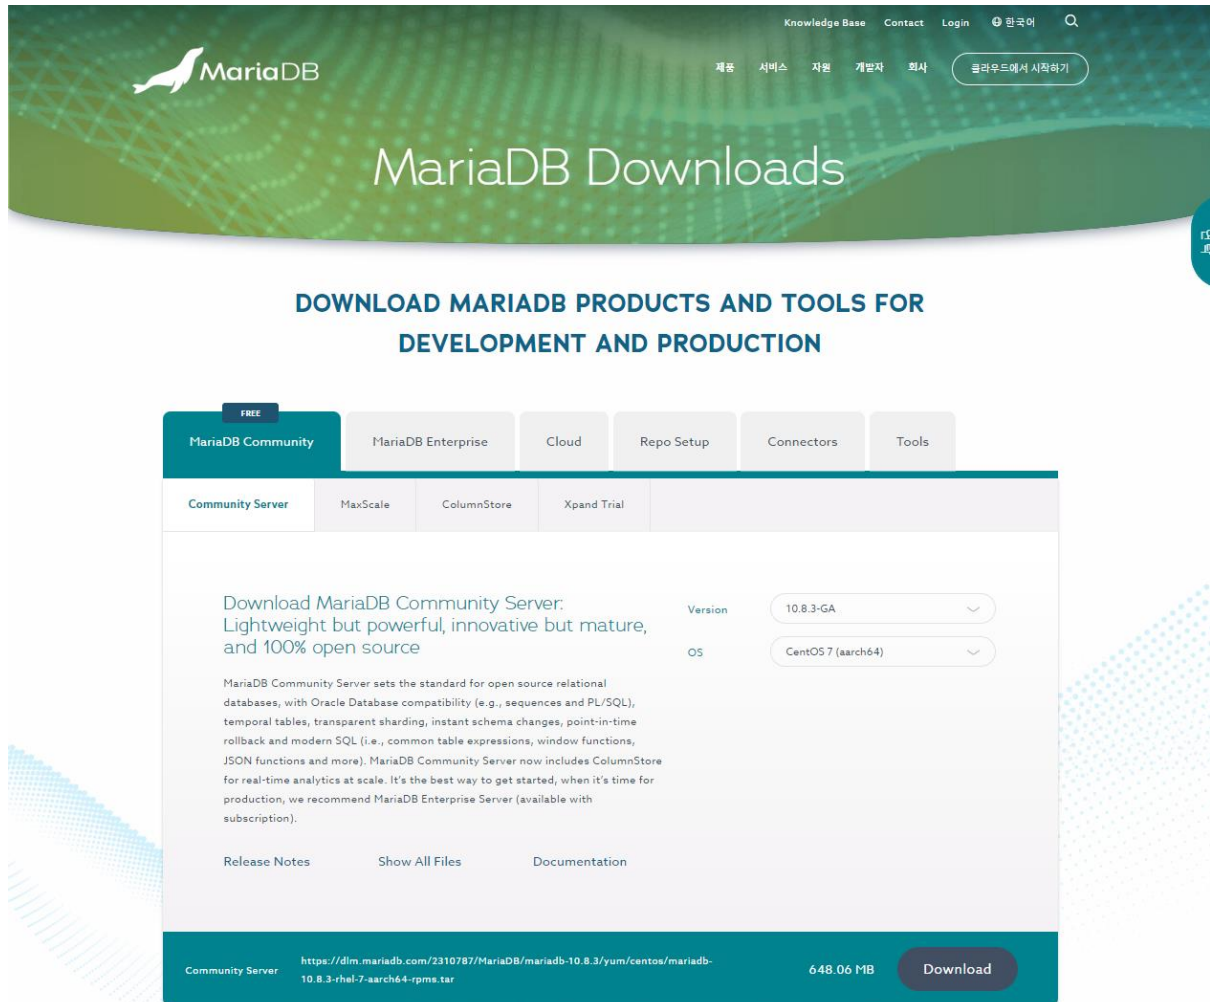 Knowledge Base Contact Login 한국어
MariaDB
제품 서비스 자원 개발자 회사 클라우드에서 시작하기
MariaDB Downloads
DOWNLOAD MARIADB PRODUCTS AND TOOLS FOR
DEVELOPMENT AND PRODUCTION
FREE
MariaDB Community MariaDB Enterprise Cloud Repo Setup Connectors Tools
Community Server MaxScale ColumnStore Xpand Trial
Download MariaDB Community Server:
Lightweight but powerful, innovative but mature,
and 100% open source
Version 10.8.3-GA
OS CentOS 7 (aarch64)
MariaDB Community Server sets the standard for open source relational
databases, with Oracle Database compatibility (e.g., sequences and PL/SQL),
temporal tables, transparent sharding, instant schema changes, point-in-time
rollback and modern SQL (i.e., common table expressions, window functions,
JSON functions and more). MariaDB Community Server now includes ColumnStore
for real-time analytics at scale. It's the best way to get started, when it's time for
production, we recommend MariaDB Enterprise Server (available with
subscription).
Release Notes Show All Files Documentation
Community Server
https://dlm.mariadb.com/2310787/MariaDB/mariadb-10.8.3/yum/centos/mariadb-
10.8.3-rhel-7-aarch64-rpms.tar
648.06 MB Download